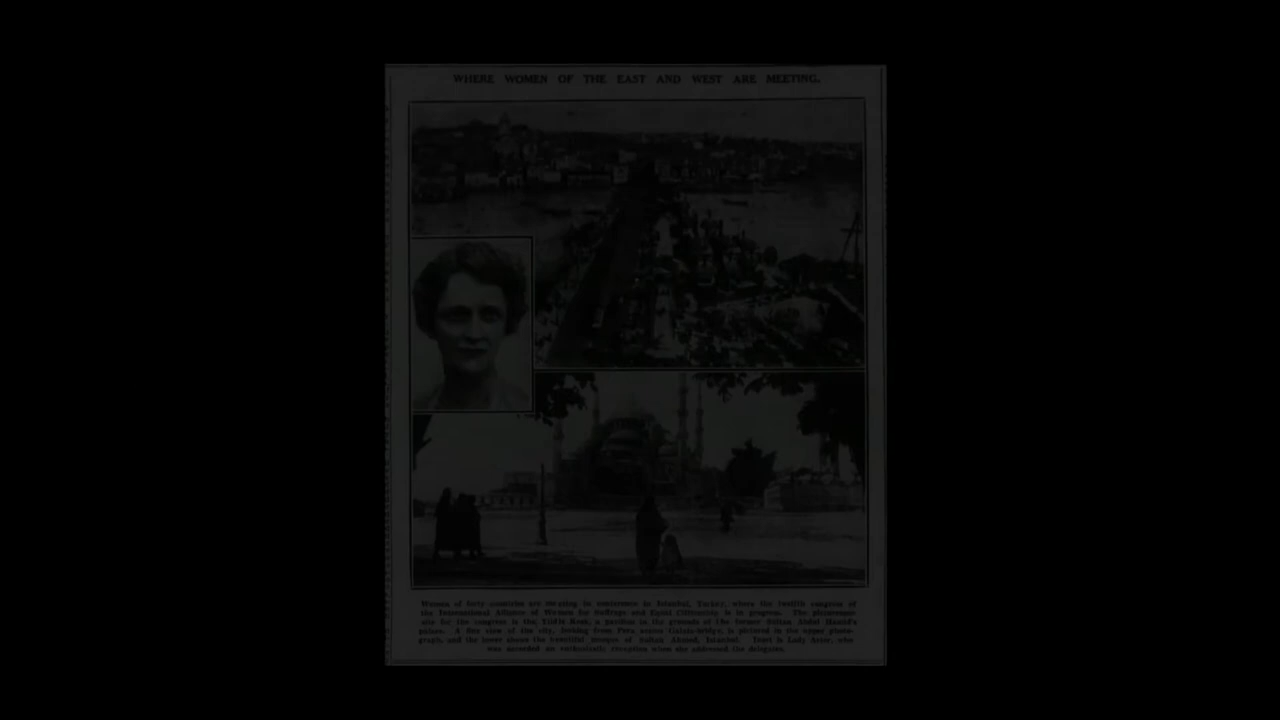 WHERE WOMEN OF THE EAST AND WEST ARE MEETING.
Women of forty countries are meeting in conference in Istanbul, Turkey, where the twelfth congress of
the International Alliance of Women for Suffrage and Equal Citizenship is in progress. The picturesque
site for the congress is the Yildiz Kiosk, a pavilion in the grounds of the former Sultan Abdul Hamid's
palace. A fine view of the city, looking from Pera across Galata-bridge, is pictured in the upper photo-
graph, and the lower shows the beautiful mosque of Sultan Ahmed, Istanbul. Inset is Lady Astor, who
was accorded an enthusiastic reception when she addressed the delegates.